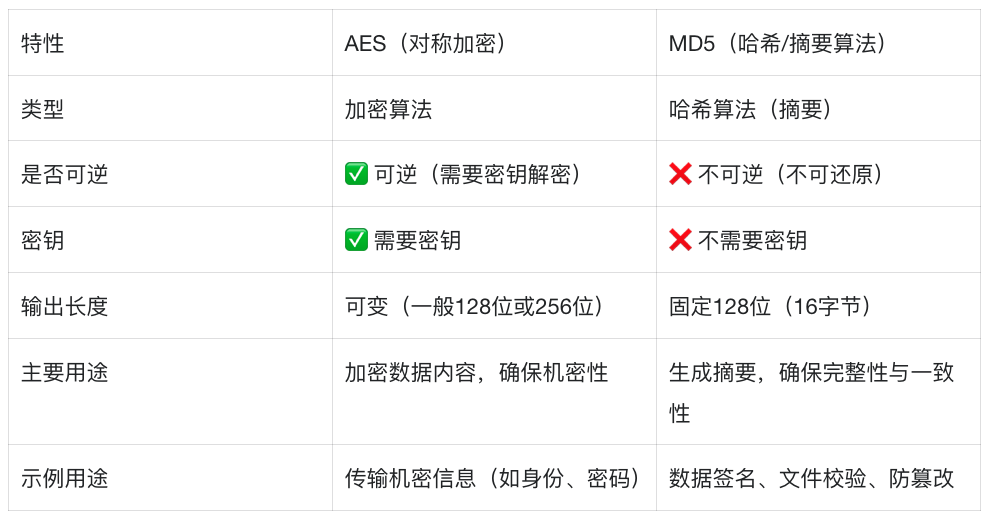 特性 AES（对称加密） MD5（哈希/摘要算法）
类型 加密算法 哈希算法（摘要）
是否可逆 ✅ 可逆（需要密钥解密） ❌ 不可逆（不可还原）
密钥 ✅ 需要密钥 ❌ 不需要密钥
输出长度 可变（一般128位或256位） 固定128位（16字节）
主要用途 加密数据内容，确保机密性 生成摘要，确保完整性与一致
性
示例用途 传输机密信息（如身份、密码） 数据签名、文件校验、防篡改